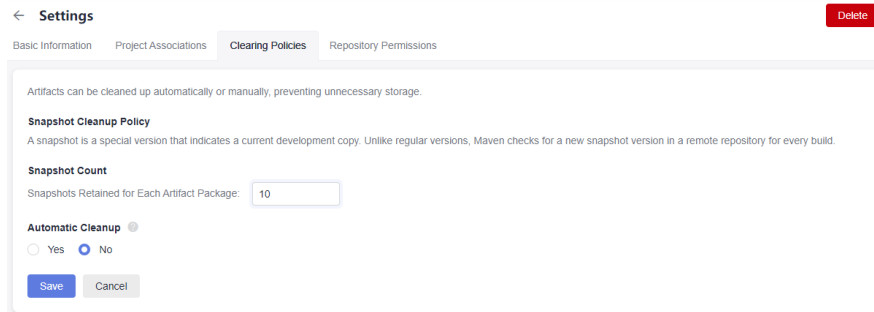 ← Settings
Delete
Basic Information Project Associations Clearing Policies Repository Permissions
Artifacts can be cleaned up automatically or manually, preventing unnecessary storage.
Snapshot Cleanup Policy
A snapshot is a special version that indicates a current development copy. Unlike regular versions, Maven checks for a new snapshot version in a remote repository for every build.
Snapshot Count
Snapshots Retained for Each Artifact Package: 10
Automatic Cleanup ?
Yes No
Save Cancel